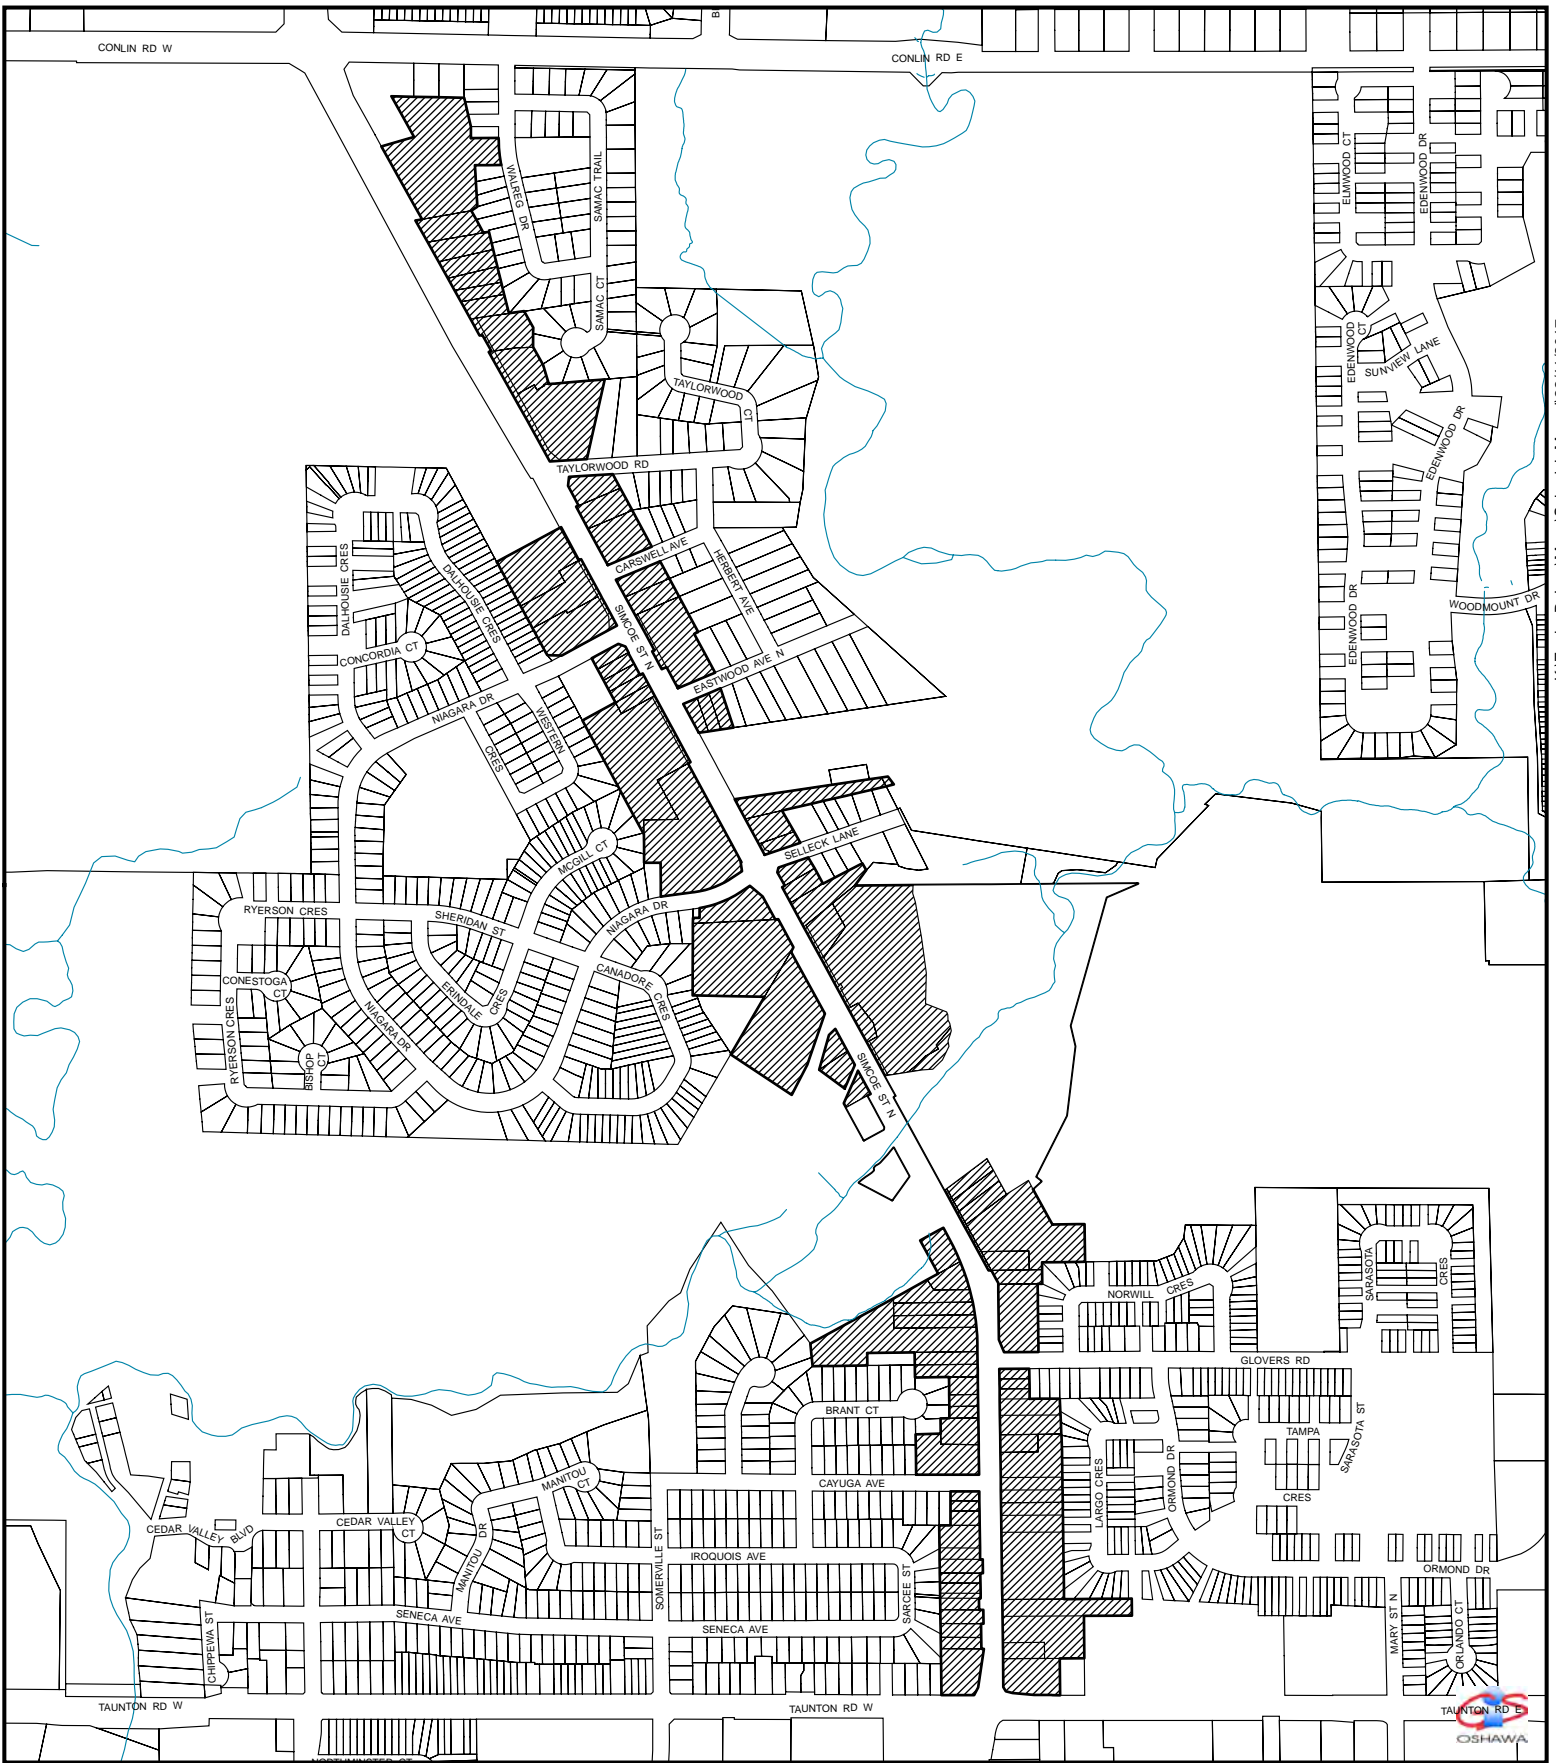 CONLIN RD W
CONLIN RD E
WALREG DR
SAMAC TRAIL
SAMAC CT
ELMWOOD CT
EDENWOOD DR
EDENWOOD CT
SUNVIEW LANE
TAYLORWOOD CT
EDENWOOD DR
TAYLORWOOD RD
CARSWELL AVE
HERBERT AVE
DALHOUSIE CRES
DALHOUSIE CRES
SIMCOE ST N
WOODMOUNT DR
EDENWOOD DR
CONCORDIA CT
EASTWOOD AVE N
NIAGARA DR
WESTERN
CRES
SELLECK LANE
MCGILL CT
RYERSON CRES
SHERIDAN ST
NIAGARA DR
CONESTOGA CT
ERINDALE CRES
CANADORE CRES
RYERSON CRES
NIAGARA DR
BISHOP CT
SIMCOE ST N
NORWILL CRES
SARASOTA CRES
GLOVERS RD
BRANT CT
TAMPA
SARASOTA ST
LARGO CRES
ORMOND DR
CRES
MANITOU CT
CAYUGA AVE
CEDAR VALLEY BLVD
CEDAR VALLEY CT
MANITOU DR
SOMERVILLE ST
IROQUOIS AVE
SARCEE ST
ORMOND DR
CHIPPEWA ST
SENECA AVE
SENECA AVE
MARY ST N
ORLANDO CT
TAUNTON RD W
TAUNTON RD W
TAUNTON RD E
OSHAWA